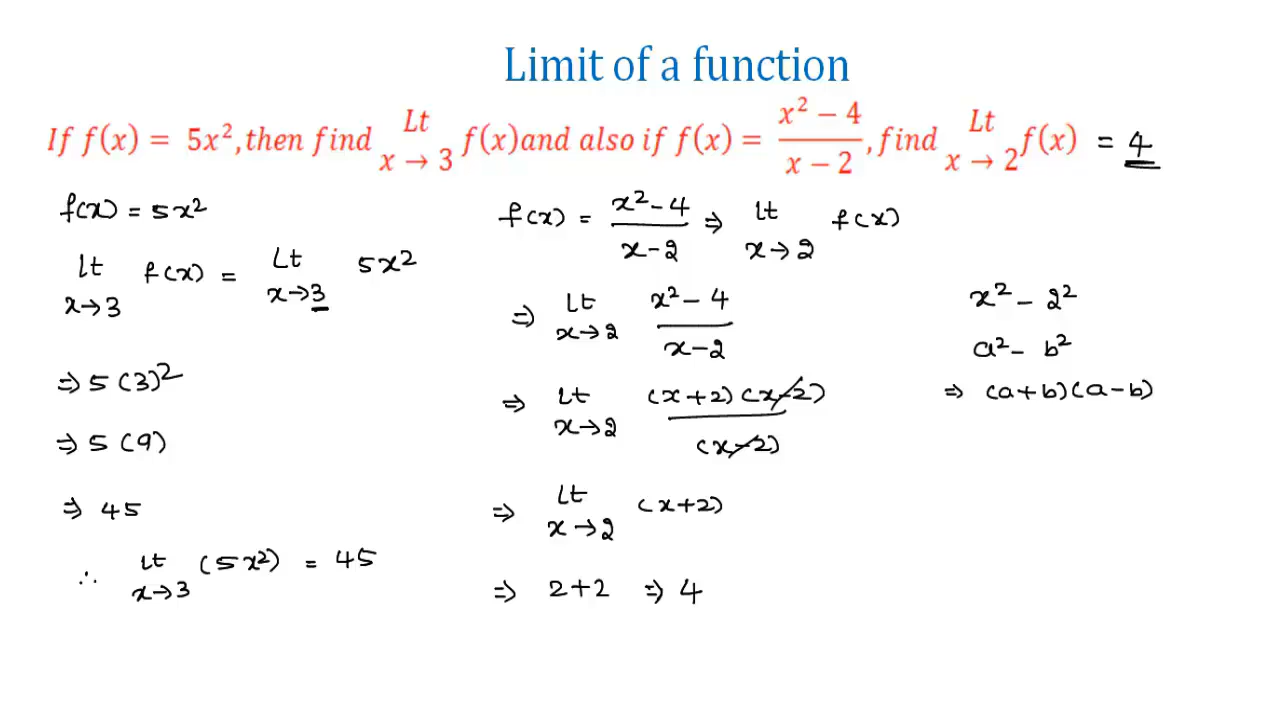 Limit of a function
If f(x) = 5x², then find Lt x → 3 f(x) and also if f(x) = x² − 4 / x − 2, find Lt x → 2 f(x) = 4
f(x) = 5x²
Lt x→3 f(x) = Lt x→3 5x²
⇒ 5(3)²
⇒ 5(9)
⇒ 45
∴ Lt x→3 (5x²) = 45
f(x) = x² − 4 / x − 2 ⇒ Lt x→2 f(x)
⇒ Lt x→2 x² − 4 / x − 2
⇒ Lt x→2 (x+2)(x−2) / (x−2)
⇒ Lt x→2 (x+2)
⇒ 2+2 ⇒ 4
x² − 2²
a² − b²
⇒ (a+b)(a−b)